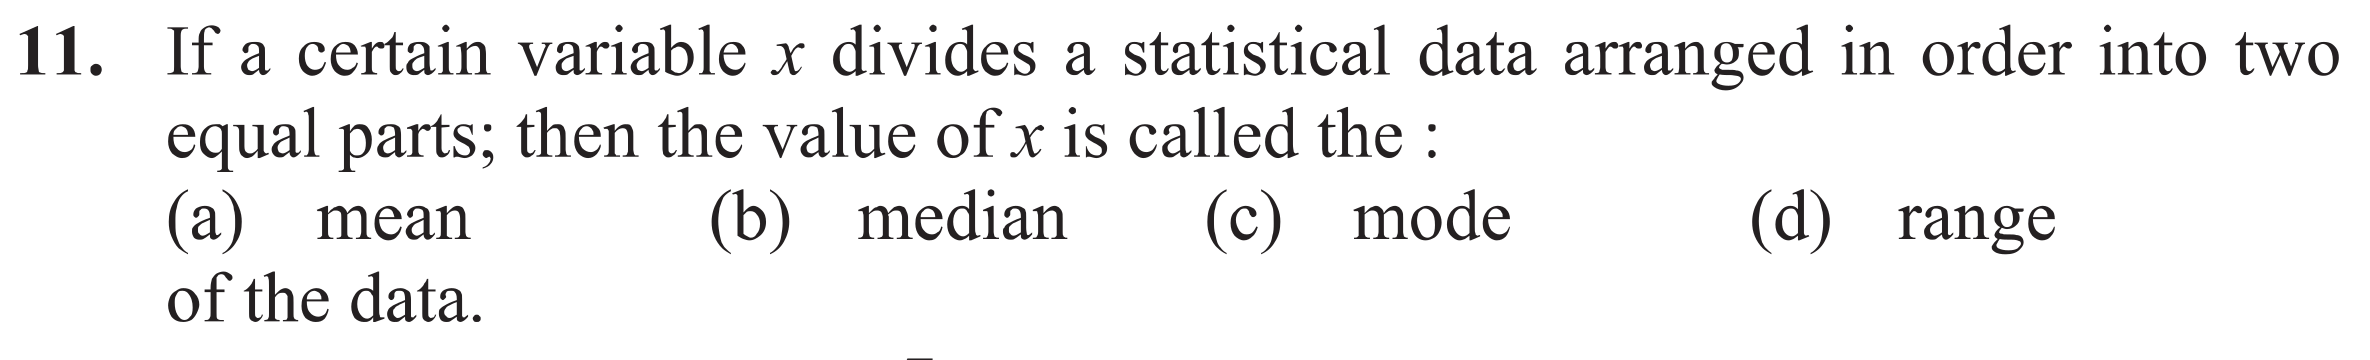 11. If a certain variable x divides a statistical data arranged in order into two
equal parts; then the value of x is called the :
(a) mean (b) median (c) mode (d) range
of the data.